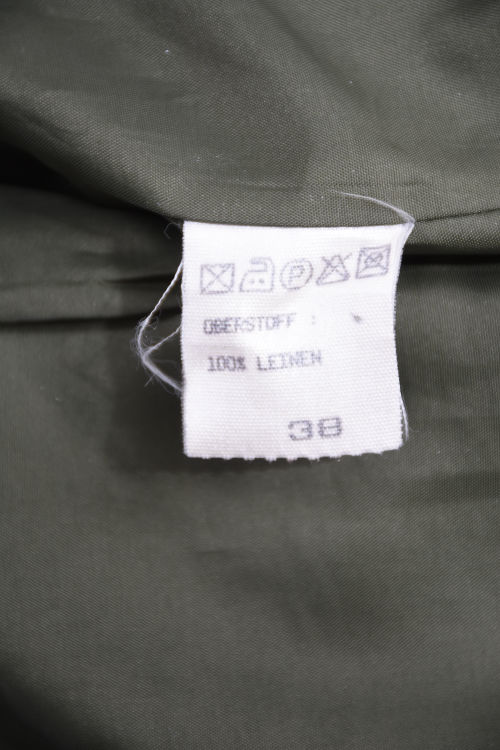 P
OBERSTOFF :
100% LEINEN
38